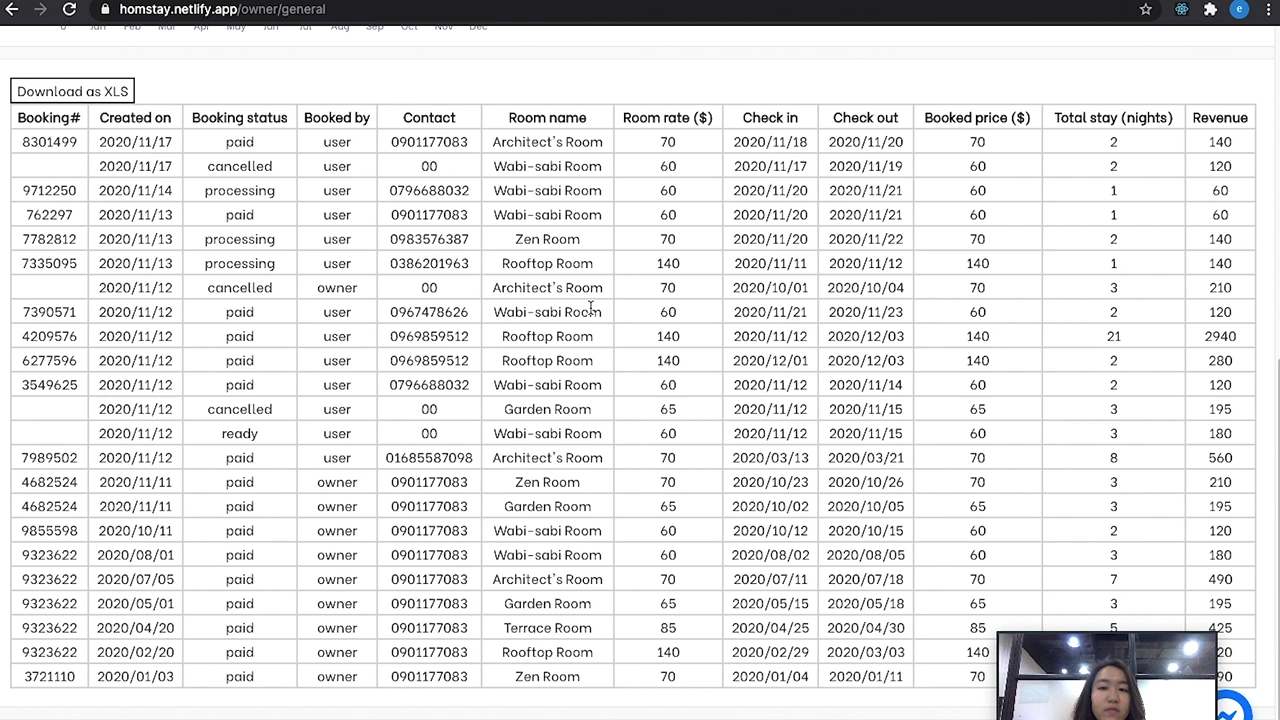 homstay.netlify.app/owner/general
e
0 Jan Feb Mar Apr May Jun Jul Aug Sep Oct Nov Dec
Download as XLS
Booking# Created on Booking status Booked by Contact Room name Room rate ($) Check in Check out Booked price ($) Total stay (nights) Revenue
8301499 2020/11/17 paid user 0901177083 Architect's Room 70 2020/11/18 2020/11/20 70 2 140
2020/11/17 cancelled user 00 Wabi-sabi Room 60 2020/11/17 2020/11/19 60 2 120
9712250 2020/11/14 processing user 0796688032 Wabi-sabi Room 60 2020/11/20 2020/11/21 60 1 60
762297 2020/11/13 paid user 0901177083 Wabi-sabi Room 60 2020/11/20 2020/11/21 60 1 60
7782812 2020/11/13 processing user 0983576387 Zen Room 70 2020/11/20 2020/11/22 70 2 140
7335095 2020/11/13 processing user 0386201963 Rooftop Room 140 2020/11/11 2020/11/12 140 1 140
2020/11/12 cancelled owner 00 Architect's Room 70 2020/10/01 2020/10/04 70 3 210
7390571 2020/11/12 paid user 0967478626 Wabi-sabi Room 60 2020/11/21 2020/11/23 60 2 120
4209576 2020/11/12 paid user 0969859512 Rooftop Room 140 2020/11/12 2020/12/03 140 21 2940
6277596 2020/11/12 paid user 0969859512 Rooftop Room 140 2020/12/01 2020/12/03 140 2 280
3549625 2020/11/12 paid user 0796688032 Wabi-sabi Room 60 2020/11/12 2020/11/14 60 2 120
2020/11/12 cancelled user 00 Garden Room 65 2020/11/12 2020/11/15 65 3 195
2020/11/12 ready user 00 Wabi-sabi Room 60 2020/11/12 2020/11/15 60 3 180
7989502 2020/11/12 paid user 01685587098 Architect's Room 70 2020/03/13 2020/03/21 70 8 560
4682524 2020/11/11 paid owner 0901177083 Zen Room 70 2020/10/23 2020/10/26 70 3 210
4682524 2020/11/11 paid owner 0901177083 Garden Room 65 2020/10/02 2020/10/05 65 3 195
9855598 2020/10/11 paid owner 0901177083 Wabi-sabi Room 60 2020/10/12 2020/10/15 60 2 120
9323622 2020/08/01 paid owner 0901177083 Wabi-sabi Room 60 2020/08/02 2020/08/05 60 3 180
9323622 2020/07/05 paid owner 0901177083 Architect's Room 70 2020/07/11 2020/07/18 70 7 490
9323622 2020/05/01 paid owner 0901177083 Garden Room 65 2020/05/15 2020/05/18 65 3 195
9323622 2020/04/20 paid owner 0901177083 Terrace Room 85 2020/04/25 2020/04/30 85 5 425
9323622 2020/02/20 paid owner 0901177083 Rooftop Room 140 2020/02/29 2020/03/03 140 20
3721110 2020/01/03 paid owner 0901177083 Zen Room 70 2020/01/04 2020/01/11 70 90